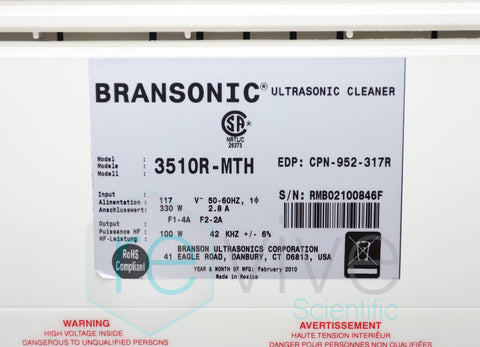 BRANSONIC® ULTRASONIC CLEANER
NRTL/C
26373
Model
Modele : 3510R-MTH EDP: CPN-952-317R
Modell
S/N: RMB02100846F
Input
Alimentation : 117 V~ 50-60HZ, 1ϕ
Anschlusswert: 330 W 2.8 A
F1-4A F2-2A
Output
Puissance HF : 100 W 42 KHZ +/- 6%
HF-Leistung
BRANSON ULTRASONICS CORPORATION
41 EAGLE ROAD, DANBURY, CT 06813, USA
YEAR & MONTH OF MFG: February 2010
Made in Mexico
RoHS
Compliant
revive
Scientific
WARNING
HIGH VOLTAGE INSIDE
DANGEROUS TO UNQUALIFIED PERSONS
AVERTISSEMENT
HAUTE TENSION INTERIEUR
DANGER POUR PERSONNES NON QUALIFIÉES